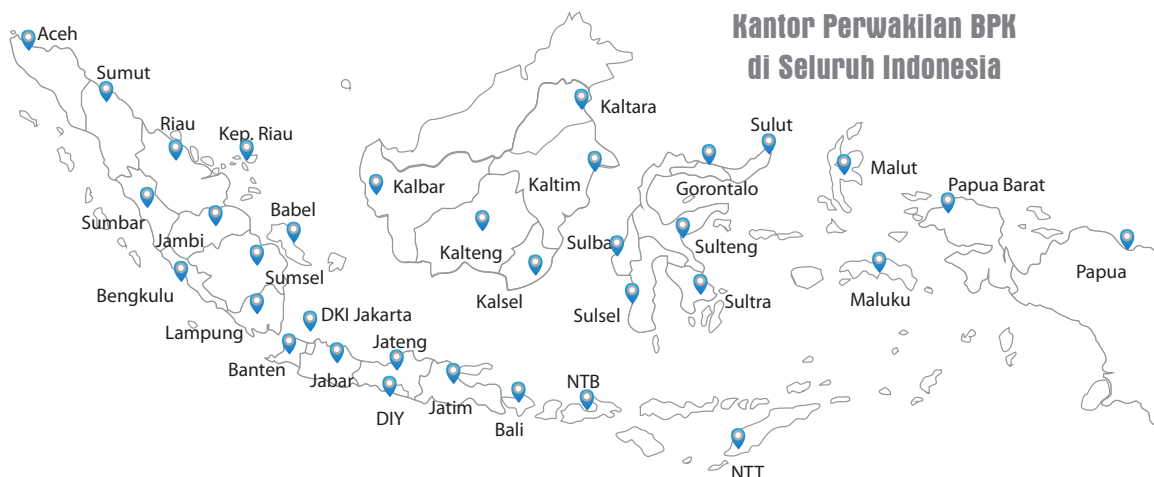 Kantor Perwakilan BPK
di Seluruh Indonesia
Aceh
Sumut
Riau
Kep. Riau
Kaltara
Sulut
Malut
Papua Barat
Kalbar
Kaltim
Gorontalo
Sumbar
Jambi
Babel
Kalteng
Sulba
Sulteng
Papua
Bengkulu
Sumsel
Kalsel
Sulsel
Sultra
Maluku
Lampung
DKI Jakarta
Banten
Jabar
Jateng
DIY
Jatim
Bali
NTB
NTT